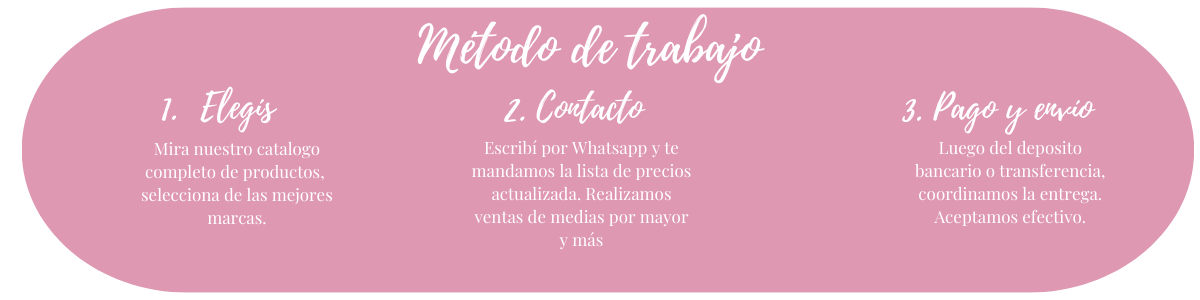 Método de trabajo
1. Elegís
Mira nuestro catalogo
completo de productos,
selecciona de las mejores
marcas.
2. Contacto
Escribí por Whatsapp y te
mandamos la lista de precios
actualizada. Realizamos
ventas de medias por mayor
y más
3. Pago y envío
Luego del deposito
bancario o transferencia,
coordinamos la entrega.
Aceptamos efectivo.